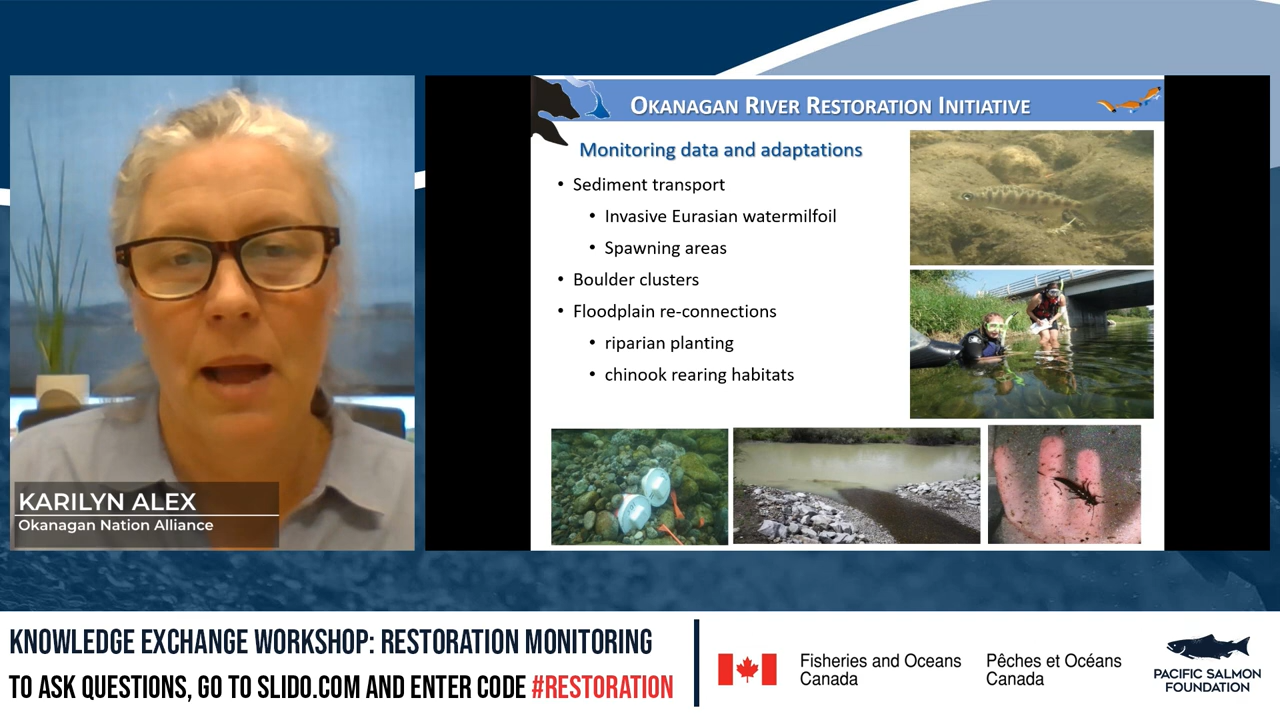 OKANAGAN RIVER RESTORATION INITIATIVE
Monitoring data and adaptations
• Sediment transport
• Invasive Eurasian watermilfoil
• Spawning areas
• Boulder clusters
• Floodplain re-connections
• riparian planting
• chinook rearing habitats
KARILYN ALEX
Okanagan Nation Alliance
KNOWLEDGE EXCHANGE WORKSHOP: RESTORATION MONITORING
TO ASK QUESTIONS, GO TO SLIDO.COM AND ENTER CODE #RESTORATION
Fisheries and Oceans
Canada
Pêches et Océans
Canada
PACIFIC SALMON
FOUNDATION